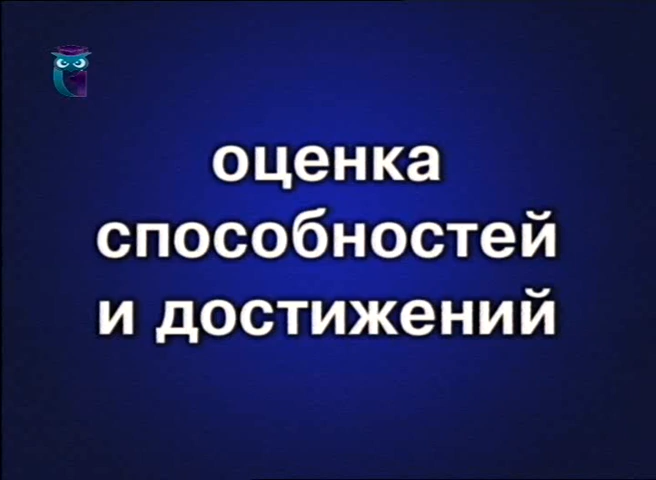 оценка
способностей
и достижений